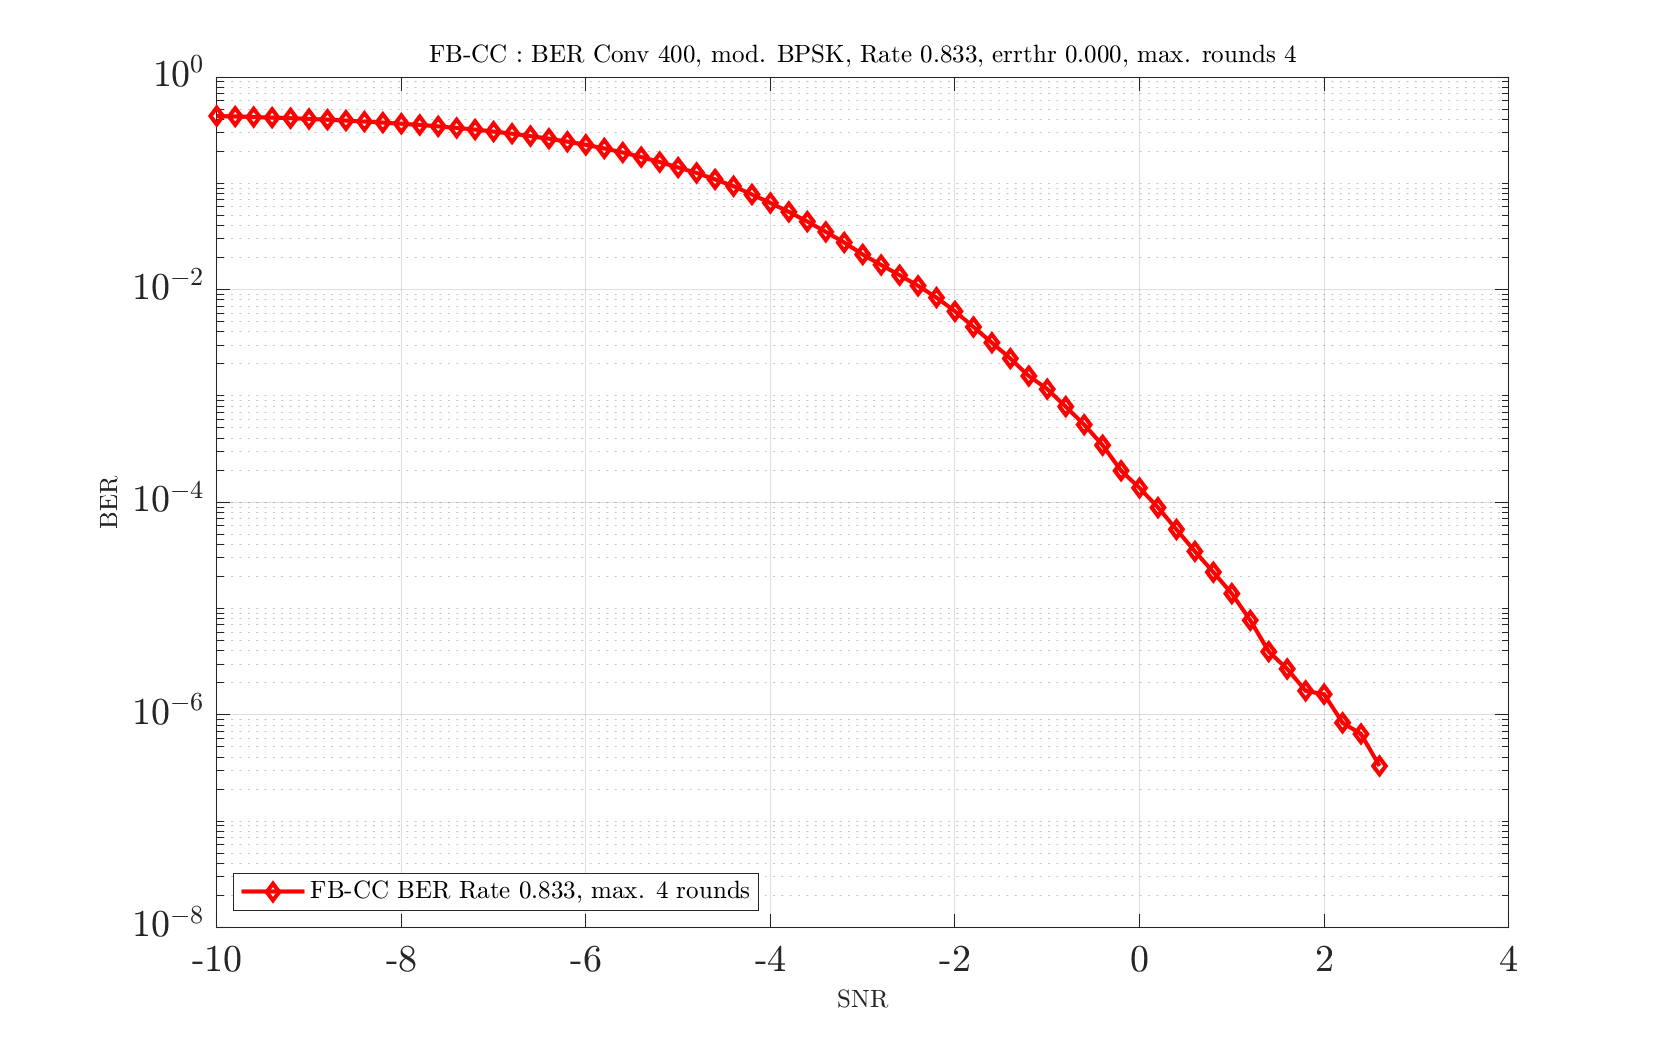 FB-CC : BER Conv 400, mod. BPSK, Rate 0.833, errthr 0.000, max. rounds 4
10^0
10^-2
10^-4
10^-6
10^-8
BER
FB-CC BER Rate 0.833, max. 4 rounds
-10 -8 -6 -4 -2 0 2 4
SNR